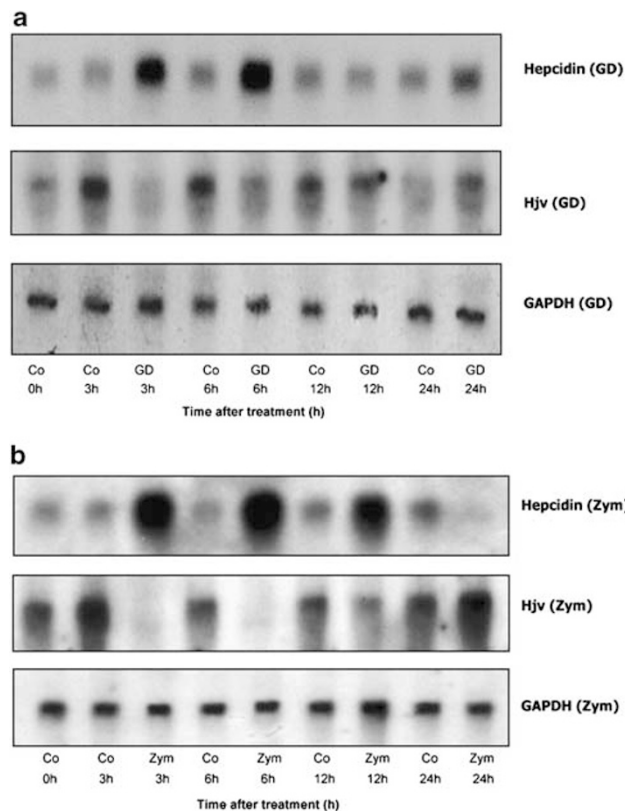 a
Hepcidin (GD)
Hjv (GD)
GAPDH (GD)
Co Co GD Co GD Co GD Co GD
0h 3h 3h 6h 6h 12h 12h 24h 24h
Time after treatment (h)
b
Hepcidin (Zym)
Hjv (Zym)
GAPDH (Zym)
Co Co Zym Co Zym Co Zym Co Zym
0h 3h 3h 6h 6h 12h 12h 24h 24h
Time after treatment (h)